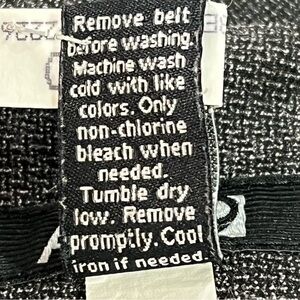 Remove belt
before washing.
Machine wash
cold with like
colors. Only
non-chlorine
bleach when
needed.
Tumble dry
low. Remove
promptly. Cool
iron if needed.